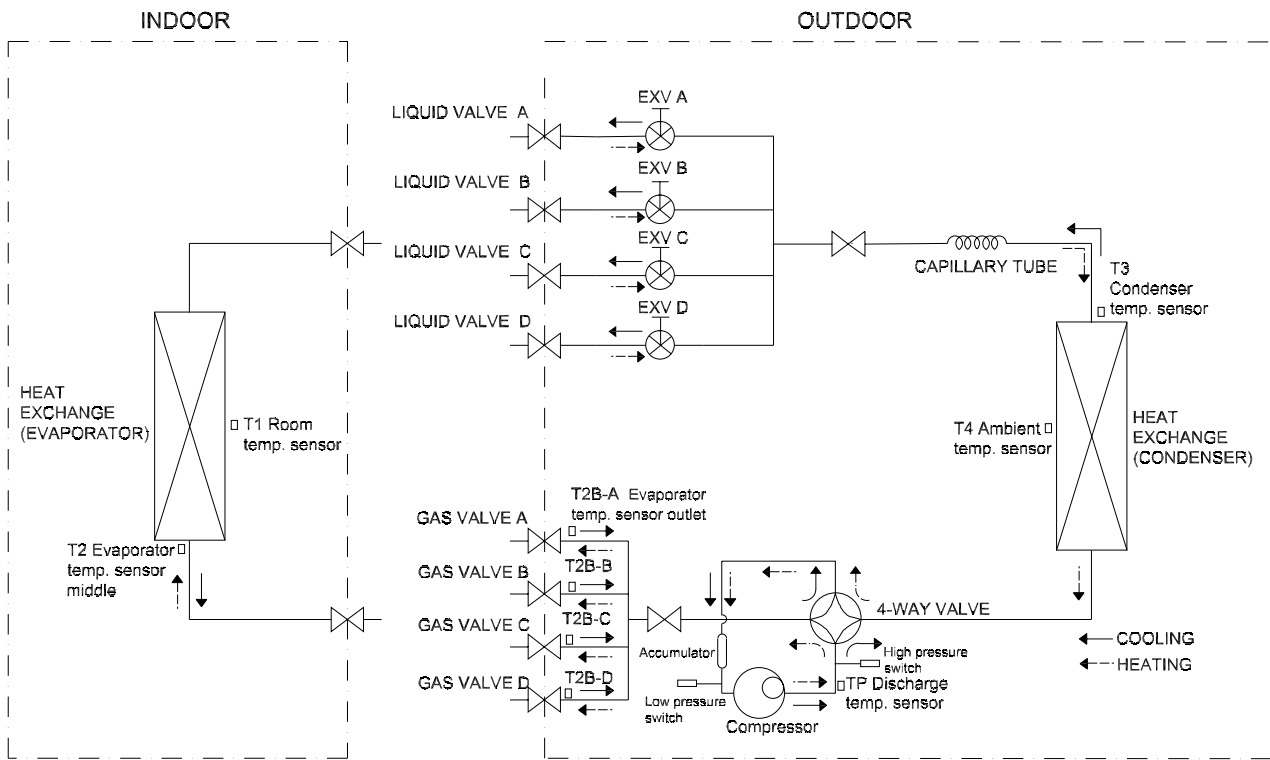 INDOOR
OUTDOOR
LIQUID VALVE A
EXV A
LIQUID VALVE B
EXV B
LIQUID VALVE C
EXV C
LIQUID VALVE D
EXV D
CAPILLARY TUBE
T3
Condenser
temp. sensor
HEAT
EXCHANGE
(EVAPORATOR)
T1 Room
temp. sensor
T4 Ambient
temp. sensor
HEAT
EXCHANGE
(CONDENSER)
T2 Evaporator
temp. sensor
middle
T2B-A Evaporator
temp. sensor outlet
GAS VALVE A
T2B-B
GAS VALVE B
T2B-C
GAS VALVE C
T2B-D
GAS VALVE D
4-WAY VALVE
Accumulator
High pressure
switch
Low pressure
switch
TP Discharge
temp. sensor
Compressor
COOLING
HEATING